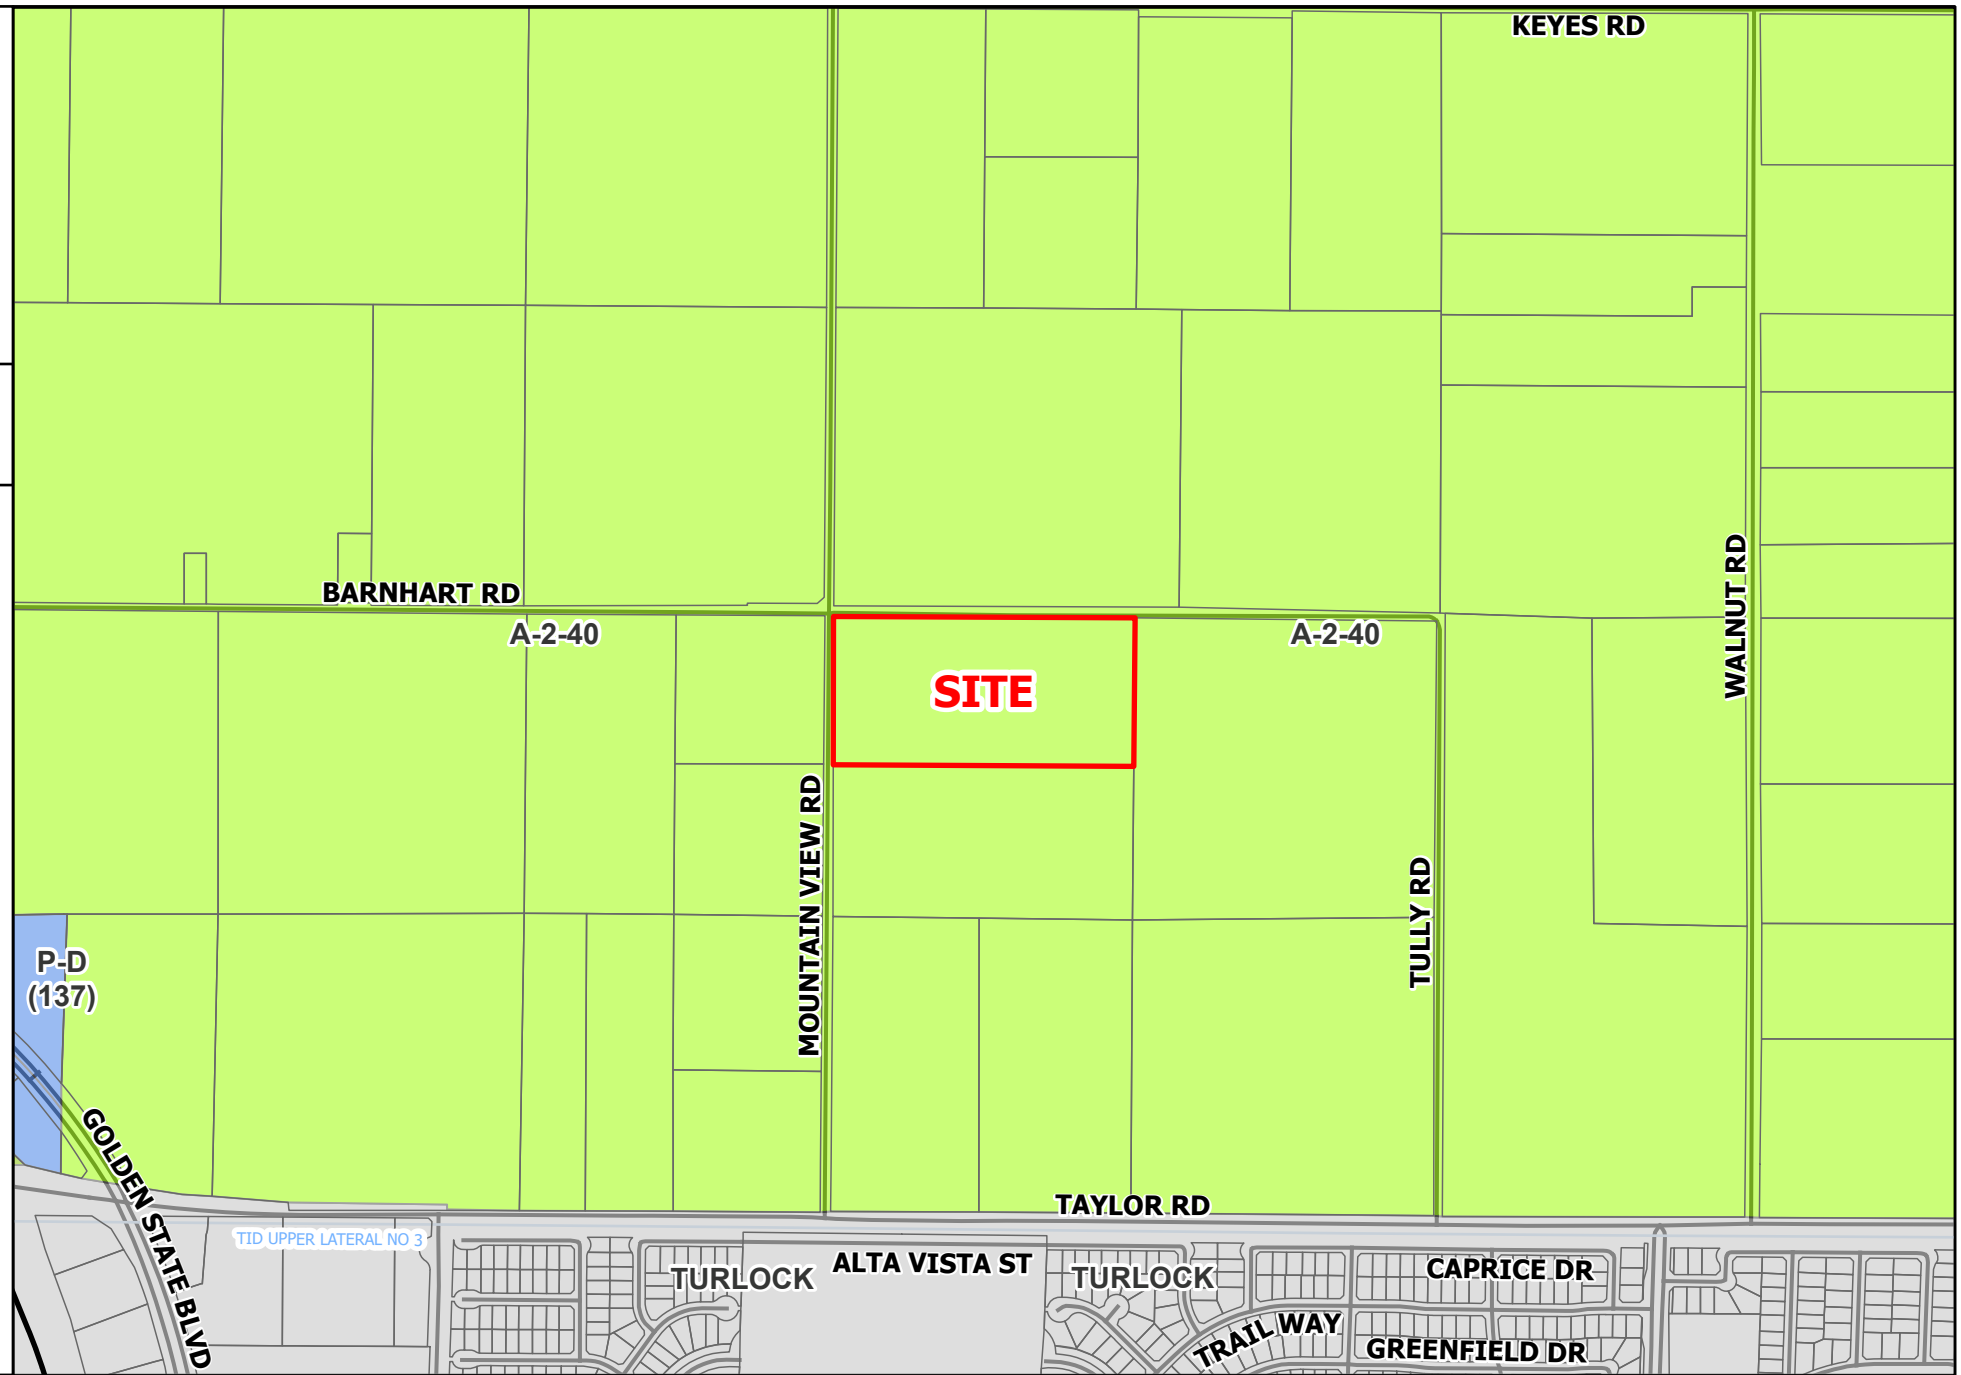 KEYES RD
BARNHART RD
A-2-40
A-2-40
WALNUT RD
SITE
MOUNTAIN VIEW RD
TULLY RD
P-D
(137)
GOLDEN STATE BLVD
TAYLOR RD
TID UPPER LATERAL NO 3
ALTA VISTA ST
TURLOCK
TURLOCK
CAPRICE DR
TRAIL WAY
GREENFIELD DR